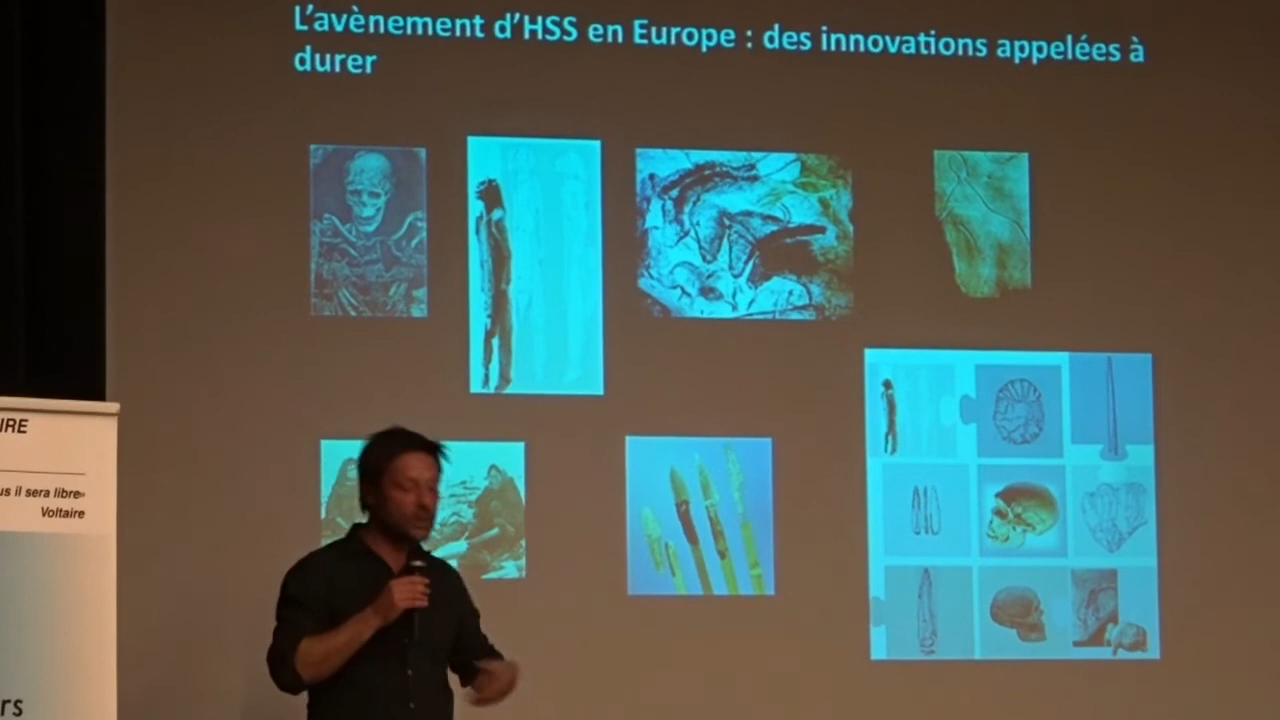 L'avènement d'HSS en Europe : des innovations appelées à
durer
IRE
us il sera libre»
Voltaire
rs